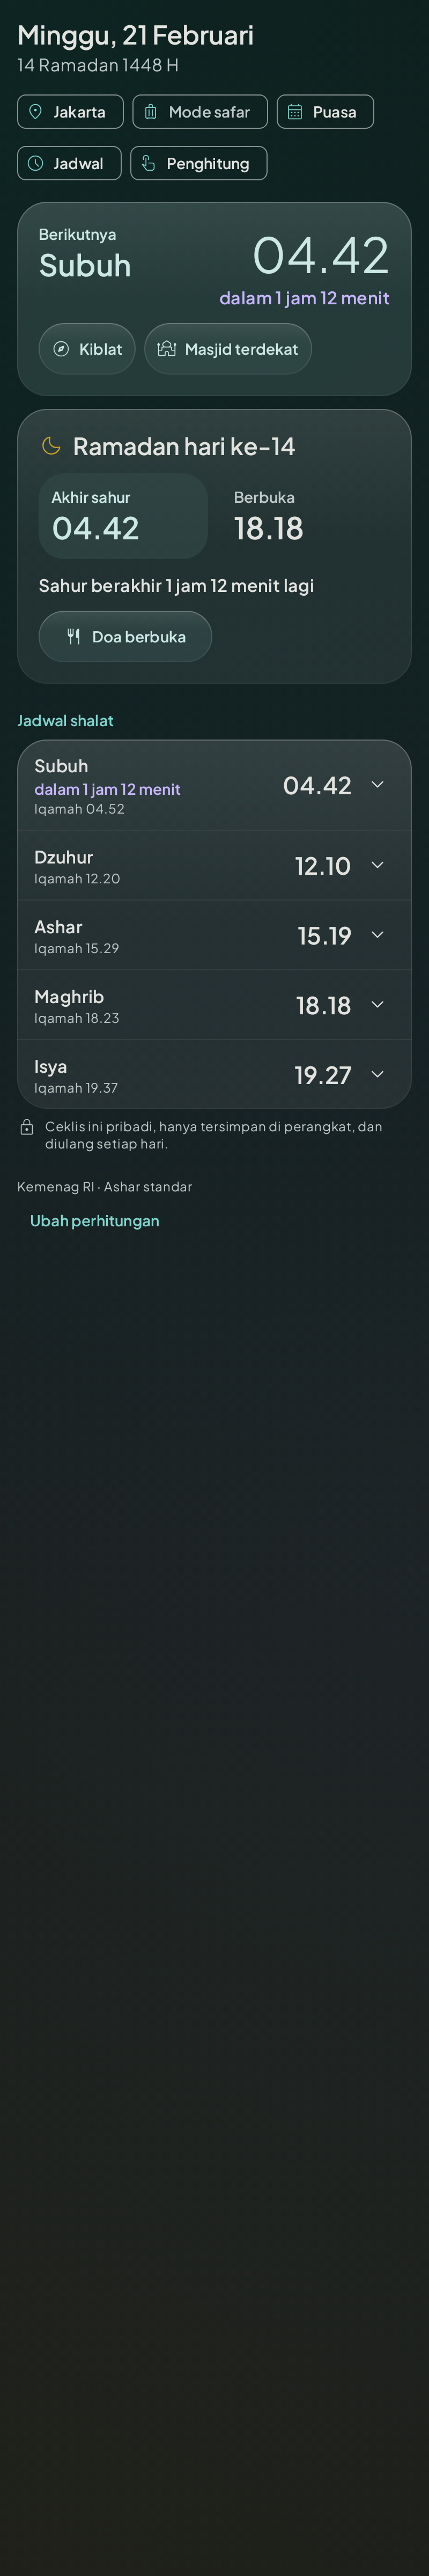 Minggu, 21 Februari
14 Ramadan 1448 H
Jakarta
Mode safar
Puasa
Jadwal
Penghitung
Berikutnya
Subuh
04.42
dalam 1 jam 12 menit
Kiblat
Masjid terdekat
Ramadan hari ke-14
Akhir sahur
04.42
Berbuka
18.18
Sahur berakhir 1 jam 12 menit lagi
Doa berbuka
Jadwal shalat
Subuh
dalam 1 jam 12 menit
Iqamah 04.52
04.42
Dzuhur
Iqamah 12.20
12.10
Ashar
Iqamah 15.29
15.19
Maghrib
Iqamah 18.23
18.18
Isya
Iqamah 19.37
19.27
Ceklis ini pribadi, hanya tersimpan di perangkat, dan
diulang setiap hari.
Kemenag RI · Ashar standar
Ubah perhitungan